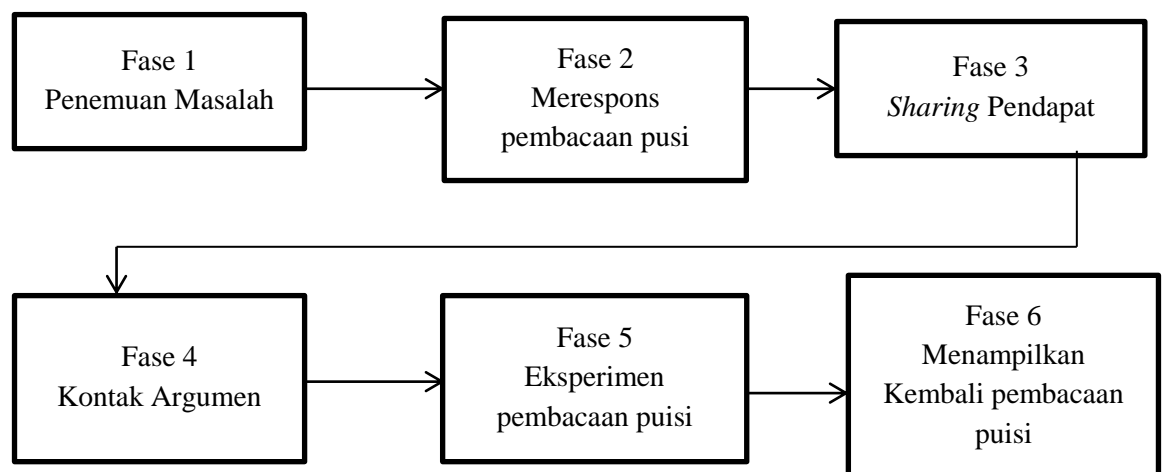 Fase 1
Penemuan Masalah
Fase 2
Merespons
pembacaan pusi
Fase 3
Sharing Pendapat
Fase 4
Kontak Argumen
Fase 5
Eksperimen
pembacaan puisi
Fase 6
Menampilkan
Kembali pembacaan
puisi